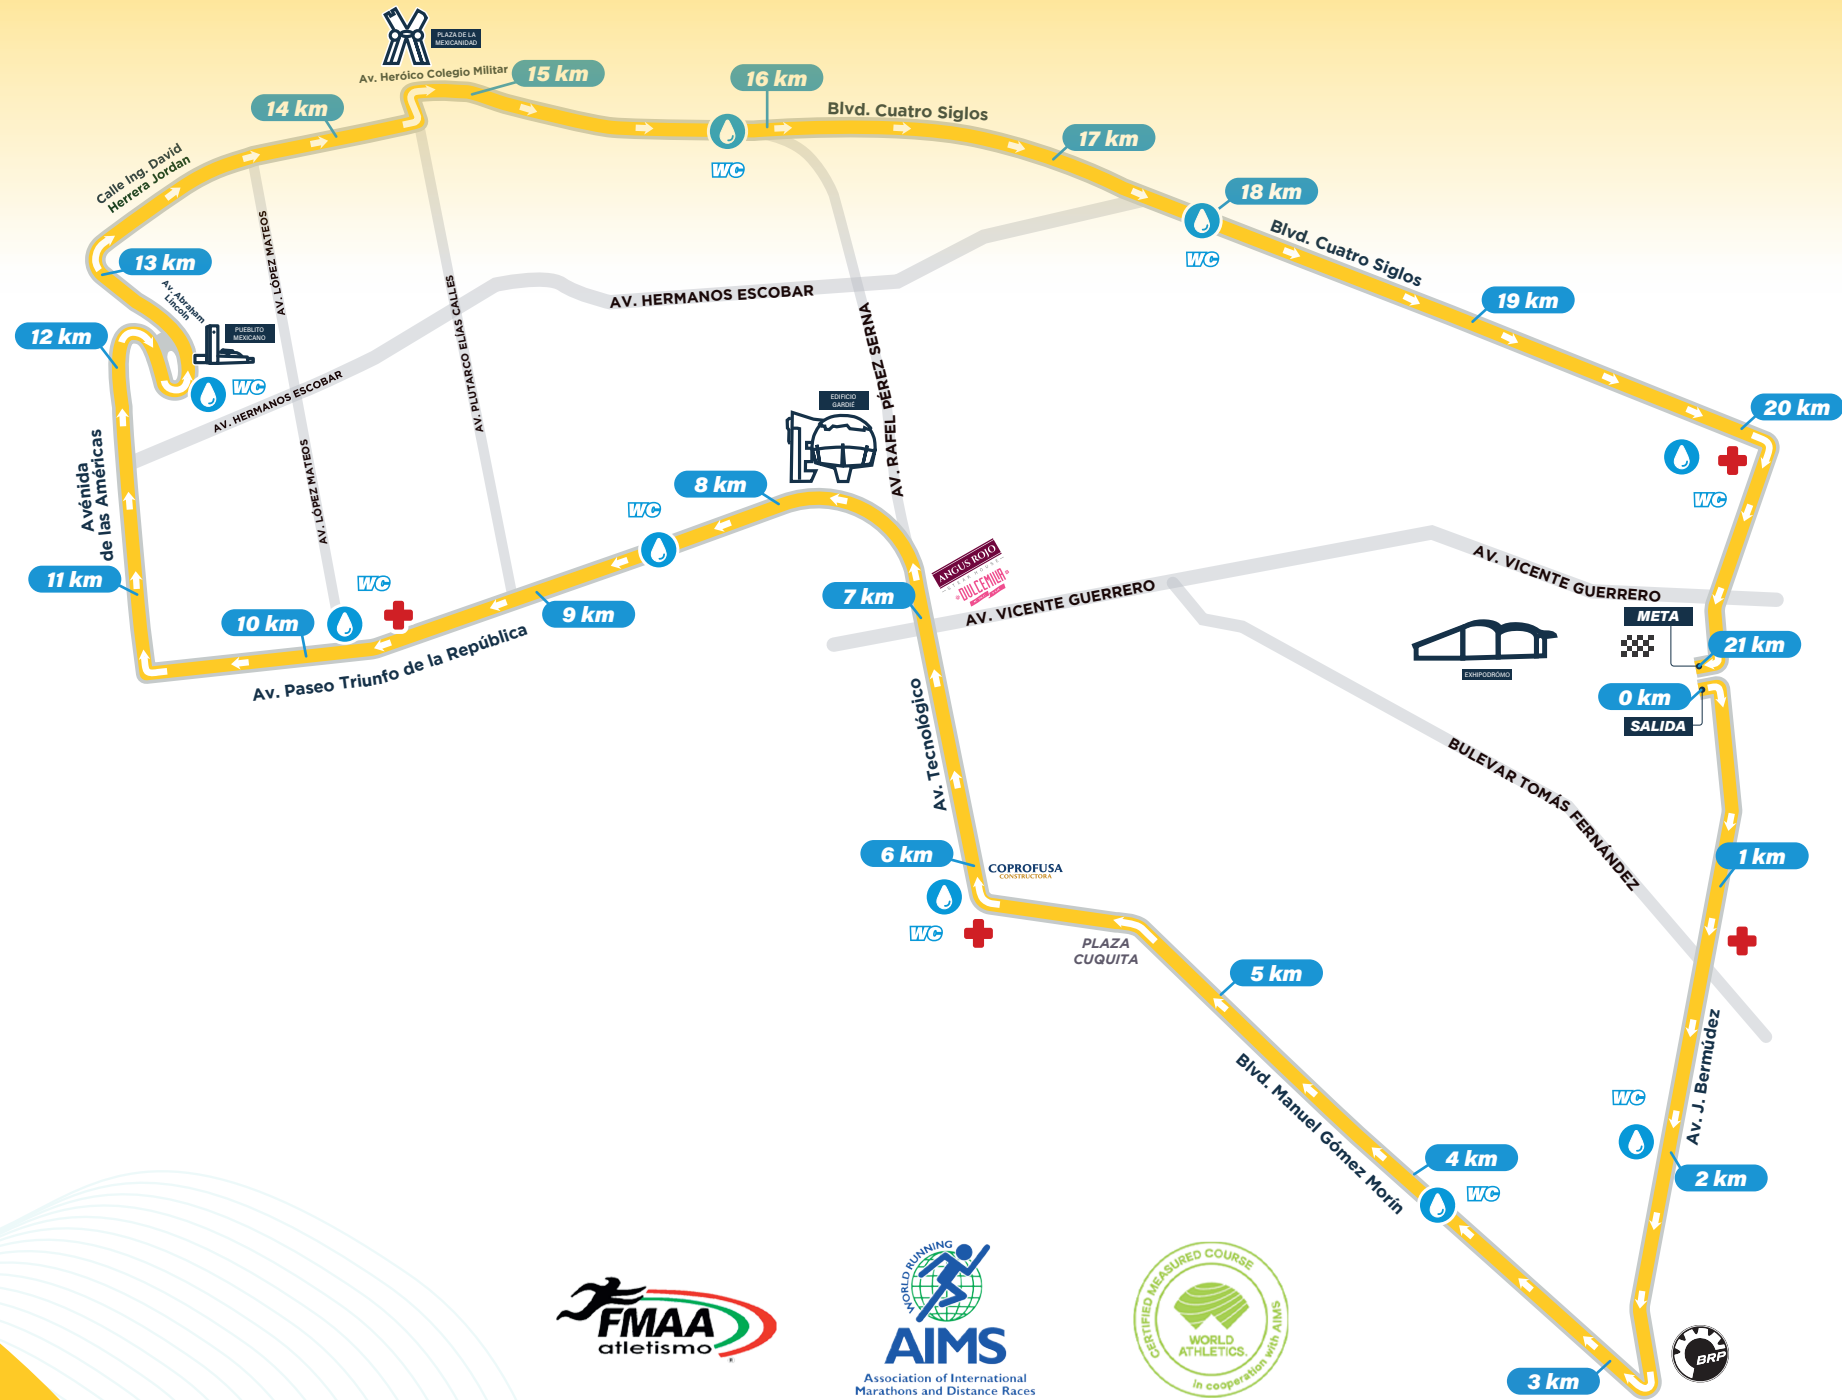 PLAZA DE LA
MEXICANIDAD
Av. Heróico Colegio Militar
15 km
16 km
14 km
Blvd. Cuatro Siglos
17 km
WC
Calle Ing. David
Herrera Jordan
18 km
AV. LÓPEZ MATEOS
Blvd. Cuatro Siglos
WC
13 km
Av. Abraham
Lincoln
AV. PLUTARCO ELÍAS CALLES
AV. HERMANOS ESCOBAR
19 km
12 km
PUEBLITO
MEXICANO
WC
AV. RAFEL PÉREZ SERNA
AV. HERMANOS ESCOBAR
EDIFICIO
GARDIÉ
20 km
Avénida
de las Américas
AV. LÓPEZ MATEOS
8 km
WC
WC
ANGUS ROJO
STEAK HOUSE
DULCEMIVA
AV. VICENTE GUERRERO
AV. VICENTE GUERRERO
11 km
WC
7 km
9 km
10 km
META
21 km
EXHIPODRÓMO
Av. Paseo Triunfo de la República
0 km
SALIDA
Av. Tecnológico
BULEVAR TOMÁS FERNÁNDEZ
6 km
COPROFUSA
CONSTRUCTORA
1 km
WC
PLAZA
CUQUITA
5 km
Av. J. Bermúdez
Blvd. Manuel Gómez Morín
WC
4 km
WC
2 km
3 km
BRP
FMAA
atletismo
®
WORLD RUNNING
AIMS
Association of International
Marathons and Distance Races
CERTIFIED MEASURED COURSE
WORLD
ATHLETICS.
in cooperation with AIMS